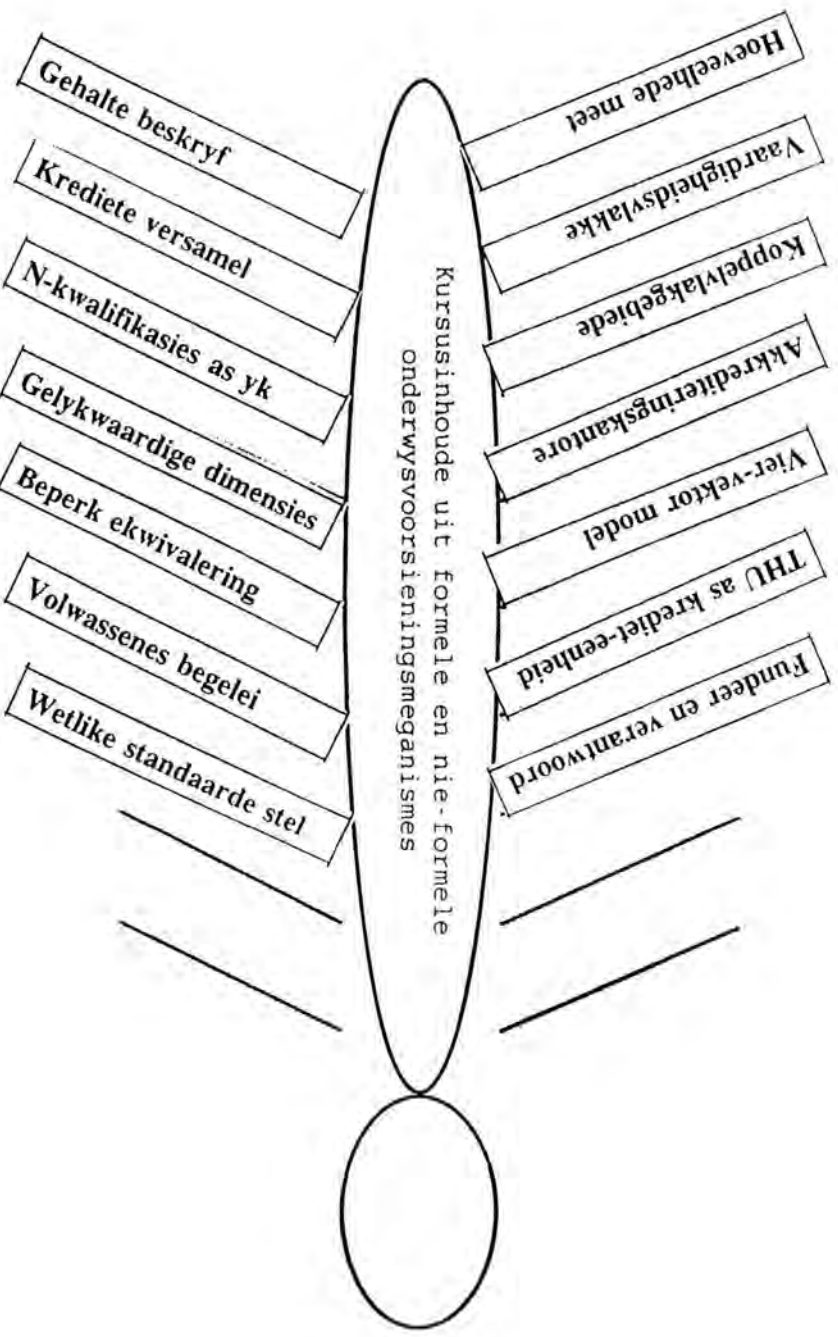 Gehalte beskryf
Krediete versamel
N-kwalifikasies as yk
Gelykwaardige dimensies
Beperk ekwivalering
Volwassenes begelei
Wetlike standaarde stel
Kursusinhoude uit formele en nie-formele
onderwysvoorsieningsmeganismes
Hoeveelhede meet
Vaardigheidsvlakke
Koppelvlakgebiede
Akkrediteringskantore
Vier-vektor model
THU as krediet-eenheid
Fundeer en verantwoord